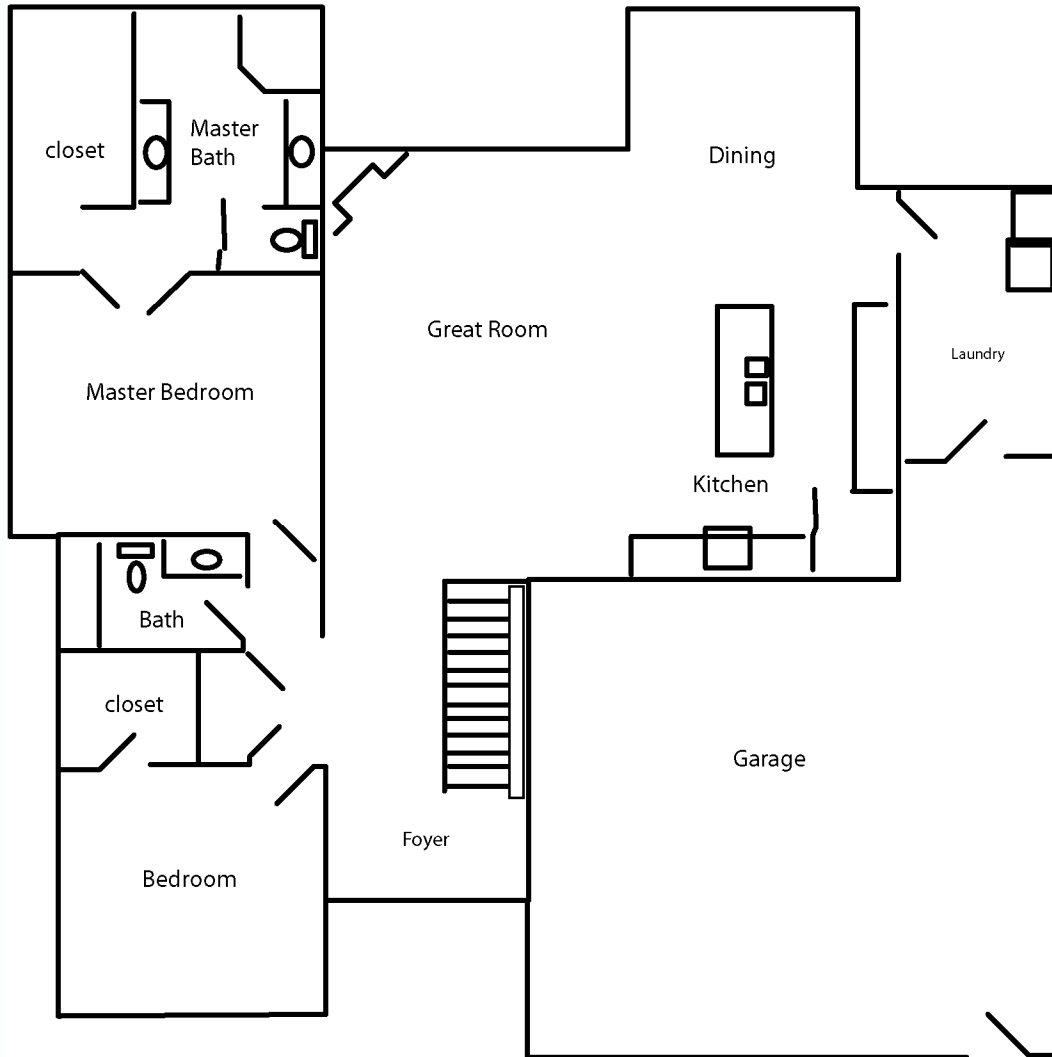 closet
Master
Bath
Dining
Great Room
Laundry
Master Bedroom
Kitchen
Bath
closet
Garage
Foyer
Bedroom